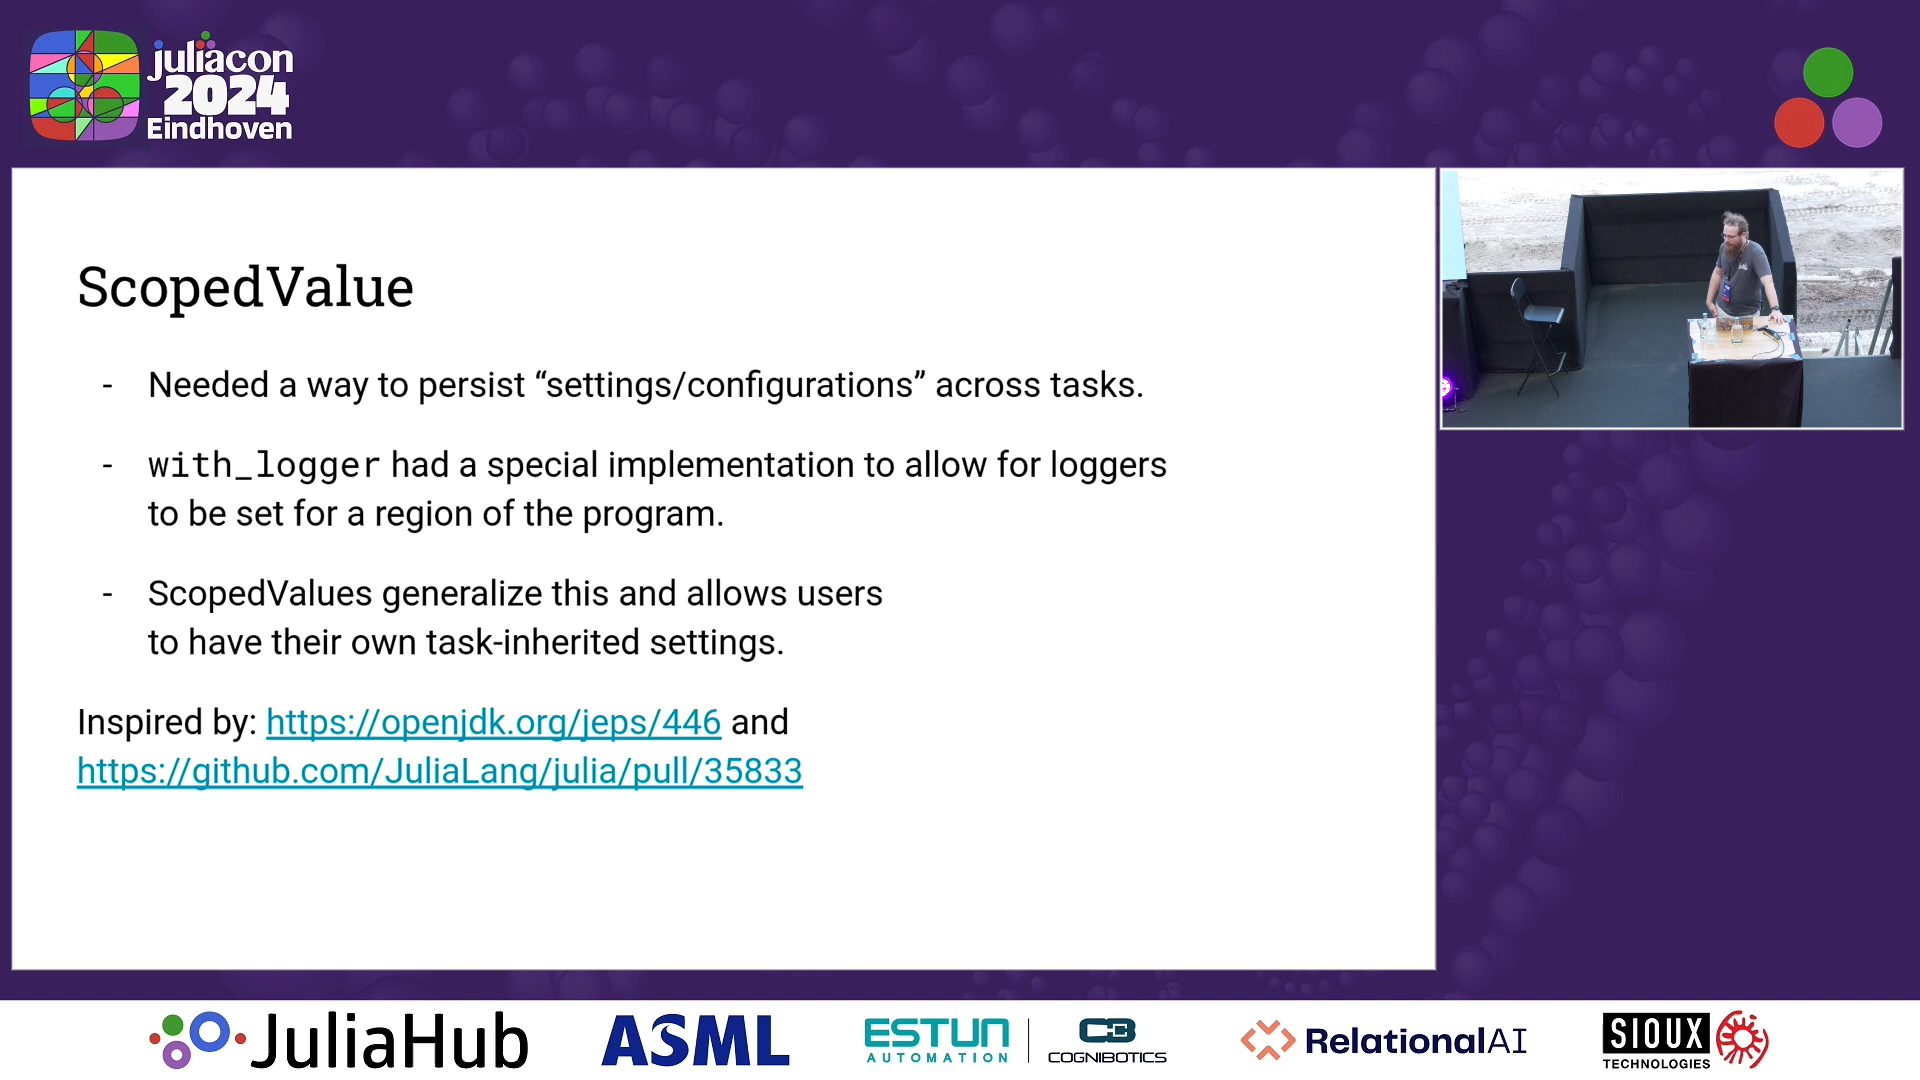 juliacon
2024
Eindhoven
ScopedValue
- Needed a way to persist “settings/configurations” across tasks.
- with_logger had a special implementation to allow for loggers
to be set for a region of the program.
- ScopedValues generalize this and allows users
to have their own task-inherited settings.
Inspired by: https://openjdk.org/jeps/446 and
https://github.com/JuliaLang/julia/pull/35833
JuliaHub
ASML
ESTUN
AUTOMATION
COGNIBOTICS
RelationalAI
SIOUX
TECHNOLOGIES